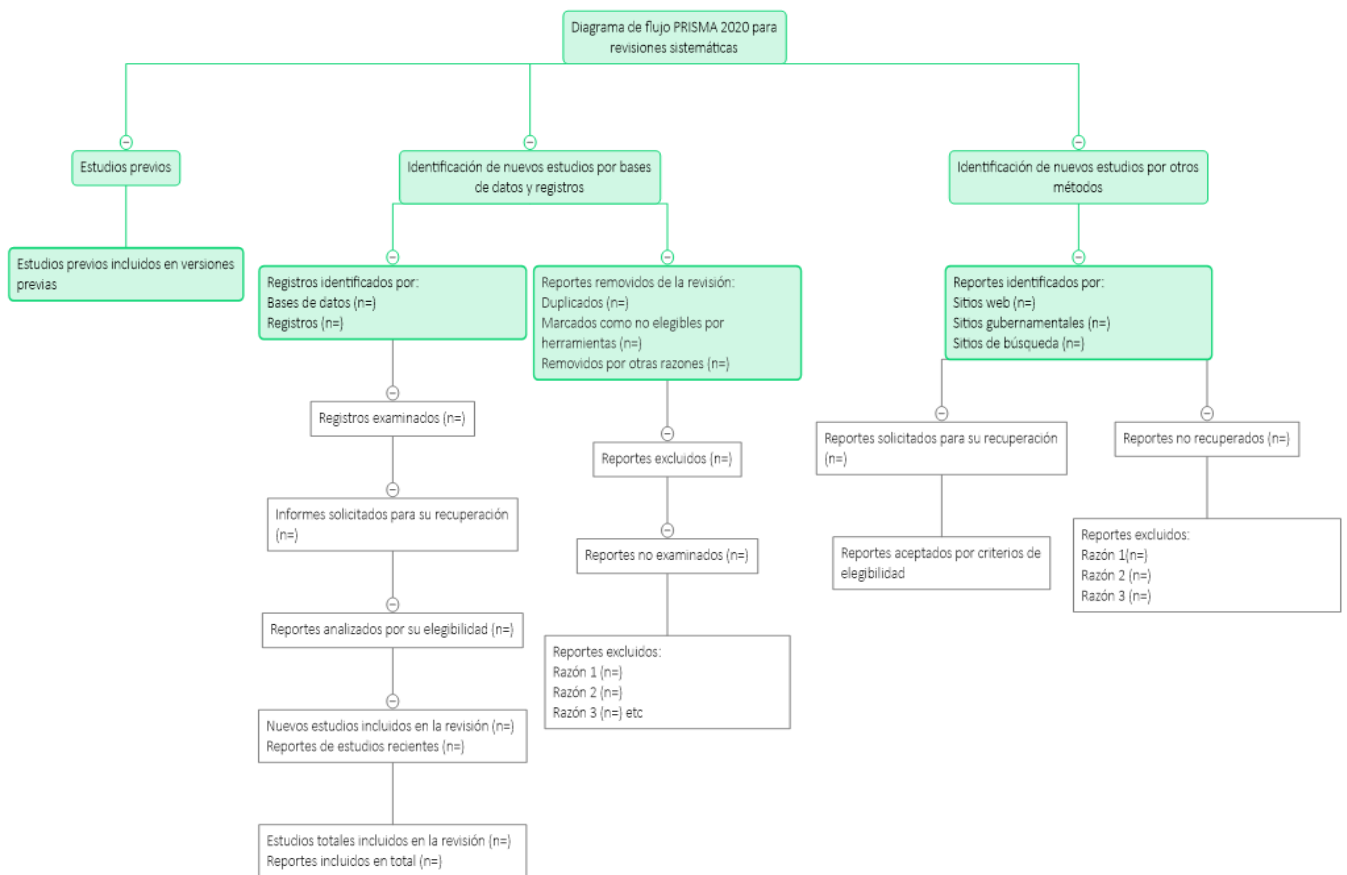 Diagrama de flujo PRISMA 2020 para
revisiones sistemáticas
Estudios previos
Identificación de nuevos estudios por bases
de datos y registros
Identificación de nuevos estudios por otros
métodos
Estudios previos incluidos en versiones
previas
Registros identificados por:
Bases de datos (n=)
Registros (n=)
Reportes removidos de la revisión:
Duplicados (n=)
Marcados como no elegibles por
herramientas (n=)
Removidos por otras razones (n=)
Reportes identificados por:
Sitios web (n=)
Sitios gubernamentales (n=)
Sitios de búsqueda (n=)
Registros examinados (n=)
Reportes excluidos (n=)
Reportes solicitados para su recuperación
(n=)
Reportes no recuperados (n=)
Informes solicitados para su recuperación
(n=)
Reportes no examinados (n=)
Reportes aceptados por criterios de
elegibilidad
Reportes excluidos:
Razón 1(n=)
Razón 2 (n=)
Razón 3 (n=)
Reportes analizados por su elegibilidad (n=)
Reportes excluidos:
Razón 1 (n=)
Razón 2 (n=)
Razón 3 (n=) etc
Nuevos estudios incluidos en la revisión (n=)
Reportes de estudios recientes (n=)
Estudios totales incluidos en la revisión (n=)
Reportes incluidos en total (n=)